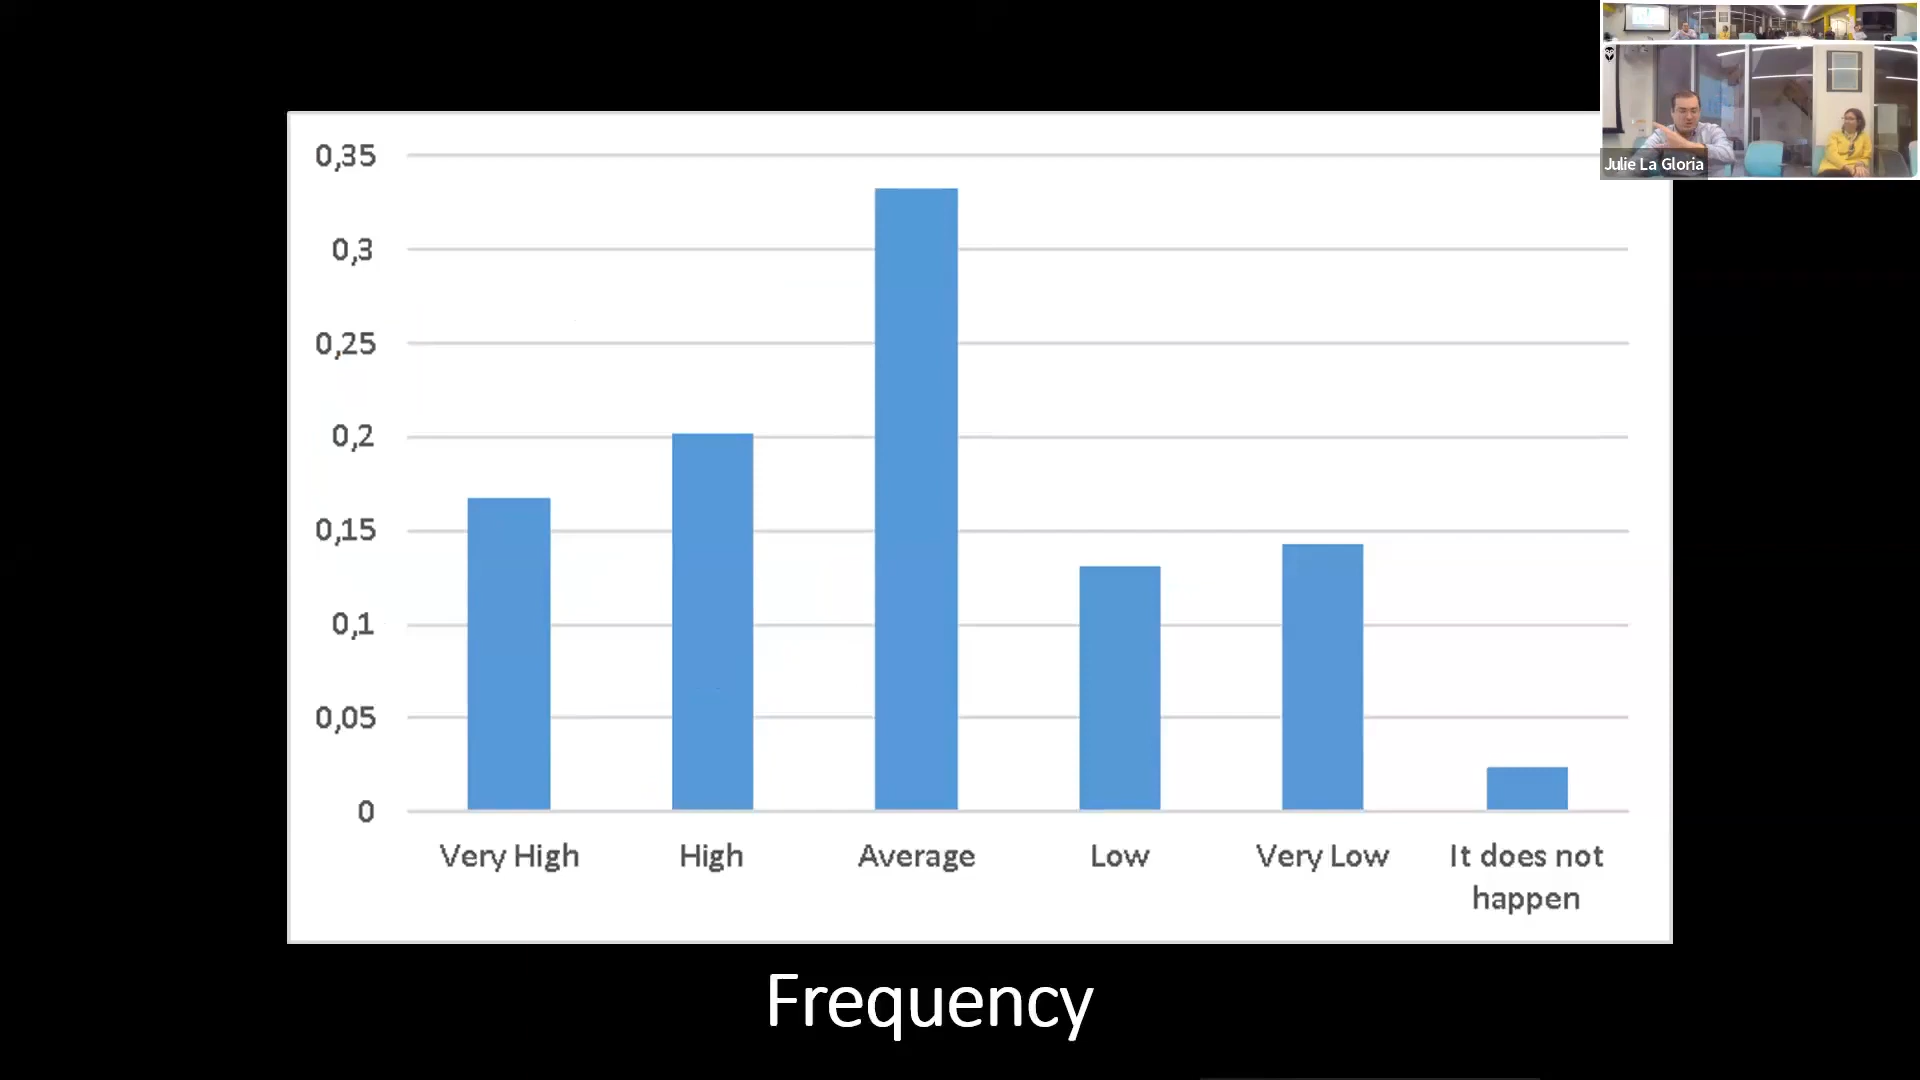 Julie La Gloria
0,35
0,3
0,25
0,2
0,15
0,1
0,05
0
Very High
High
Average
Low
Very Low
It does not
happen
Frequency